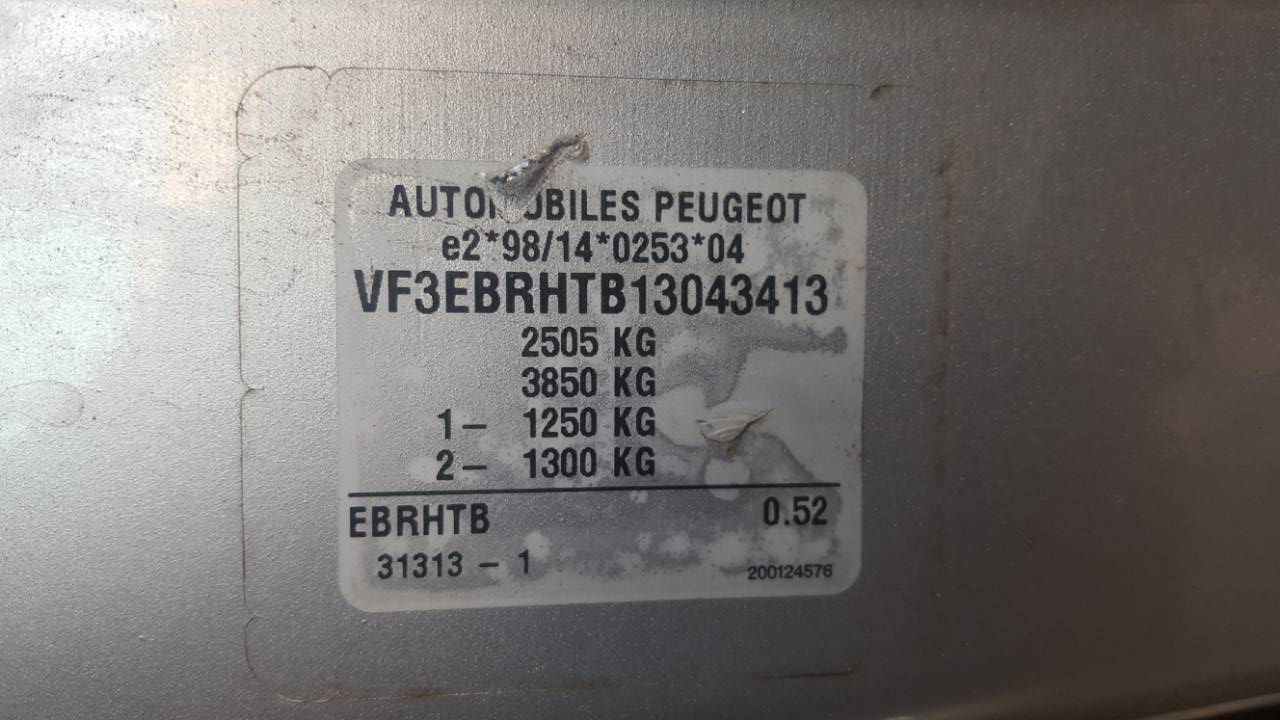 AUTOMOBILES PEUGEOT
e2*98/14*0253*04
VF3EBRHTB13043413
2505 KG
3850 KG
1- 1250 KG
2- 1300 KG
EBRHTB 0.52
31313 - 1 200124576